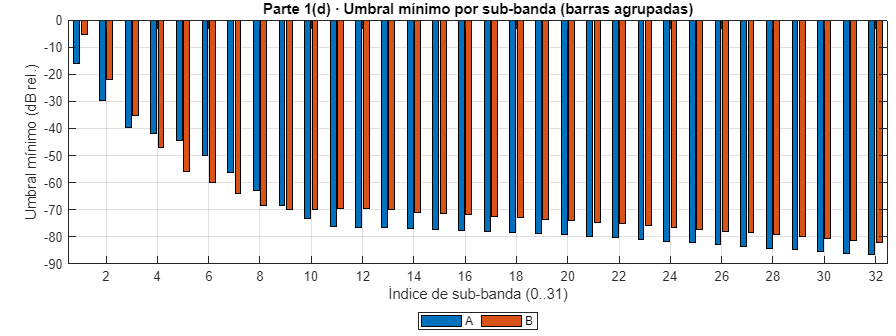 Parte 1(d) · Umbral mínimo por sub-banda (barras agrupadas)
Umbral mínimo (dB rel.)
0
-10
-20
-30
-40
-50
-60
-70
-80
-90
2 4 6 8 10 12 14 16 18 20 22 24 26 28 30 32
Índice de sub-banda (0..31)
A B